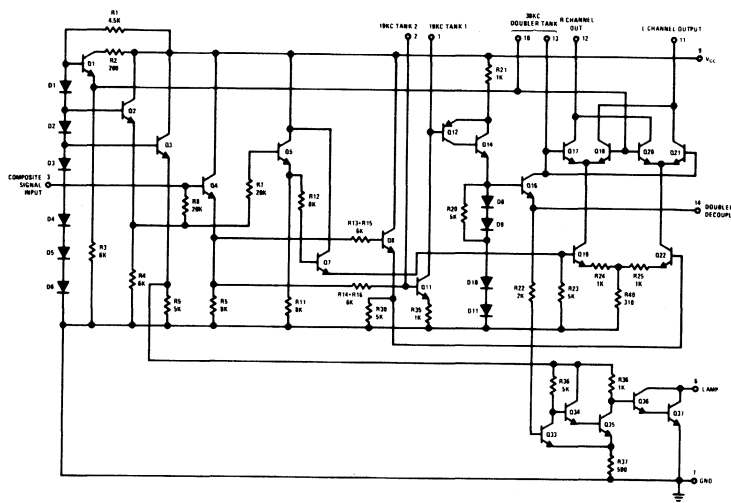 R1
4.5K
19KC TANK 2
19KC TANK 1
38KC
DOUBLER TANK
R CHANNEL
OUT
L CHANNEL OUTPUT
2
1
10
13
12
11
Q1
R2
200
R21
1K
9
VCC
D1
Q2
D2
Q3
D3
Q5
Q12
Q14
Q17
Q18
Q20
Q21
COMPOSITE
SIGNAL
INPUT
3
Q4
R8
20K
R7
20K
R12
8K
R20
5K
D8
D9
Q16
14
DOUBLER
DECOUPL
D4
D5
D6
R3
6K
R4
6K
R13+R15
6K
Q8
Q7
Q19
Q22
R24
1K
R25
1K
R14+R16
6K
Q11
D10
D11
R5
5K
R5
8K
R11
8K
R30
5K
R35
1K
R22
2K
R23
5K
R40
310
R36
5K
R36
1K
6
LAMP
Q34
Q36
Q37
Q33
Q35
R37
500
7
GND